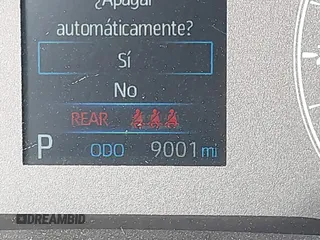 ¿Apagar
automáticamente?
Sí
No
REAR
P ODO 9001 mi
DREAMBID